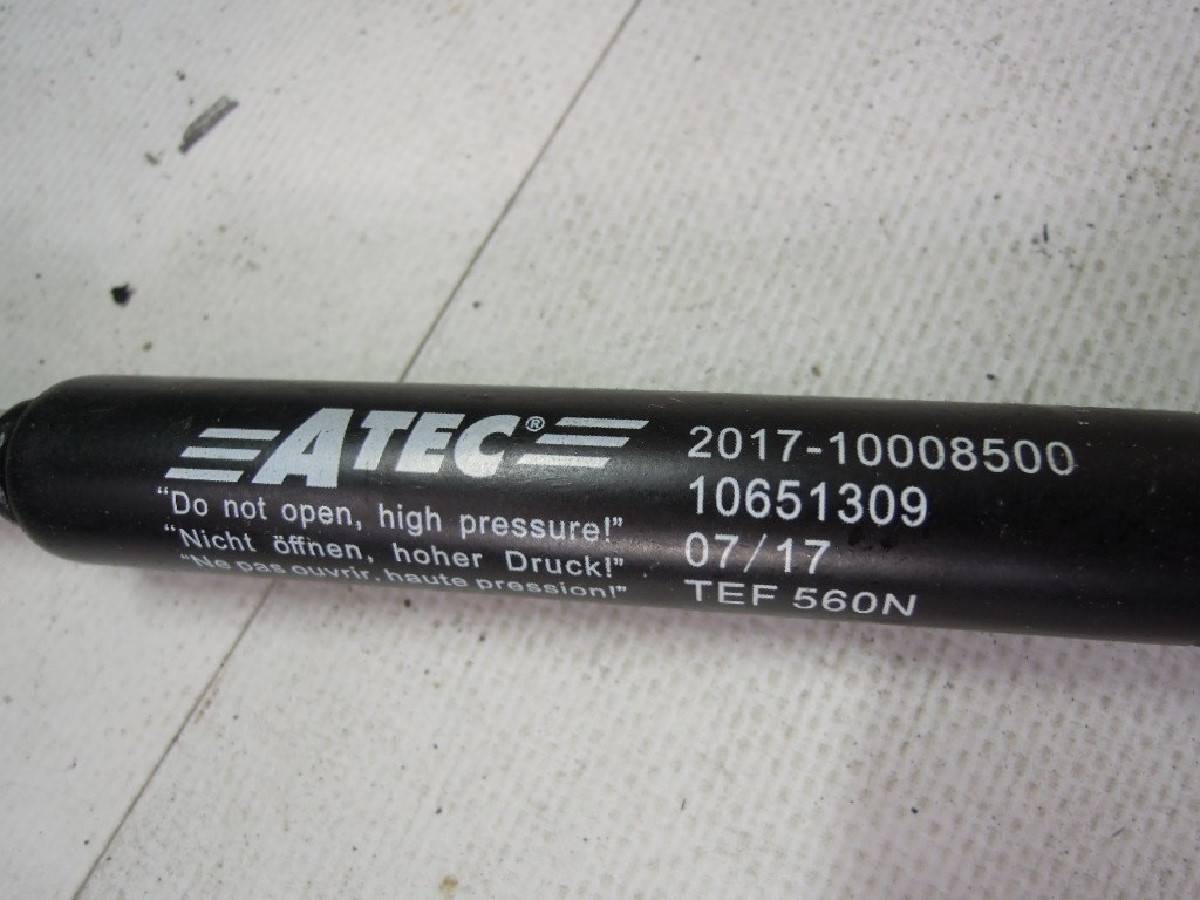 ATEC®
"Do not open, high pressure!"
"Nicht öffnen, hoher Druck!"
"Ne pas ouvrir, haute pression!"
2017-10008500
10651309
07/17
TEF 560N